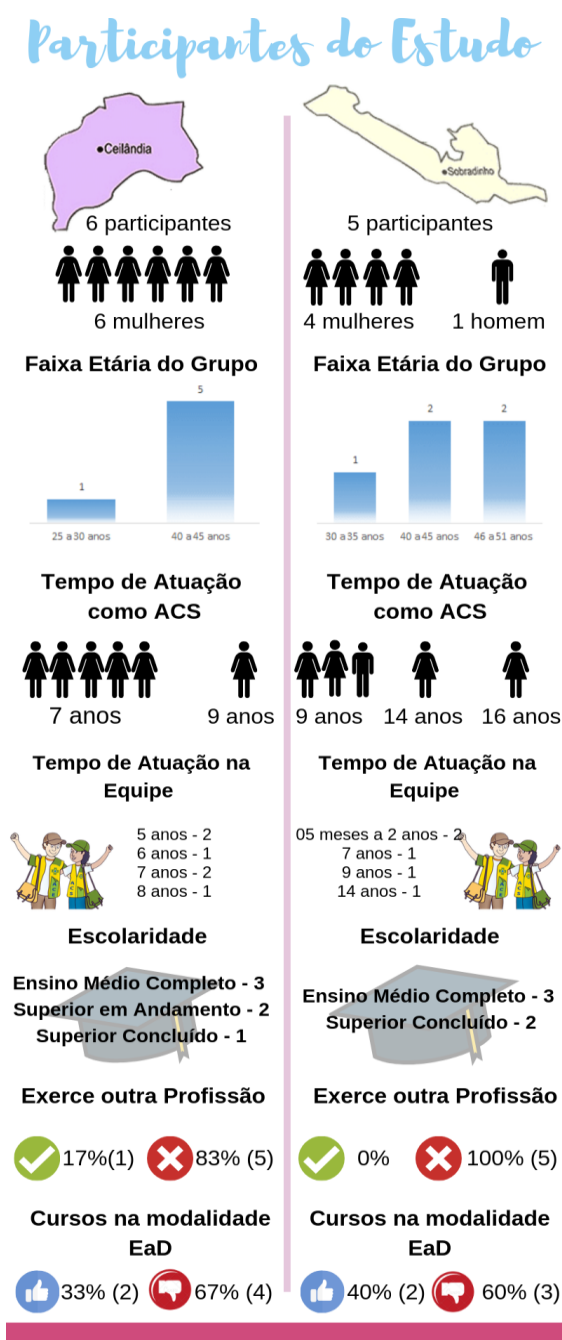 Participantes do Estudo
Ceilândia
6 participantes
6 mulheres
Faixa Etária do Grupo
5
1
25 a 30 anos
40 a 45 anos
Tempo de Atuação
como ACS
7 anos
9 anos
Tempo de Atuação na
Equipe
5 anos - 2
6 anos - 1
7 anos - 2
8 anos - 1
Escolaridade
Ensino Médio Completo - 3
Superior em Andamento - 2
Superior Concluído - 1
Exerce outra Profissão
17%(1)
83% (5)
Cursos na modalidade
EaD
33% (2)
67% (4)
Sobradinho
5 participantes
4 mulheres
1 homem
Faixa Etária do Grupo
1
2
2
30 a 35 anos
40 a 45 anos
46 a 51 anos
Tempo de Atuação
como ACS
9 anos
14 anos
16 anos
Tempo de Atuação na
Equipe
05 meses a 2 anos - 2
7 anos - 1
9 anos - 1
14 anos - 1
Escolaridade
Ensino Médio Completo - 3
Superior Concluído - 2
Exerce outra Profissão
0%
100% (5)
Cursos na modalidade
EaD
40% (2)
60% (3)